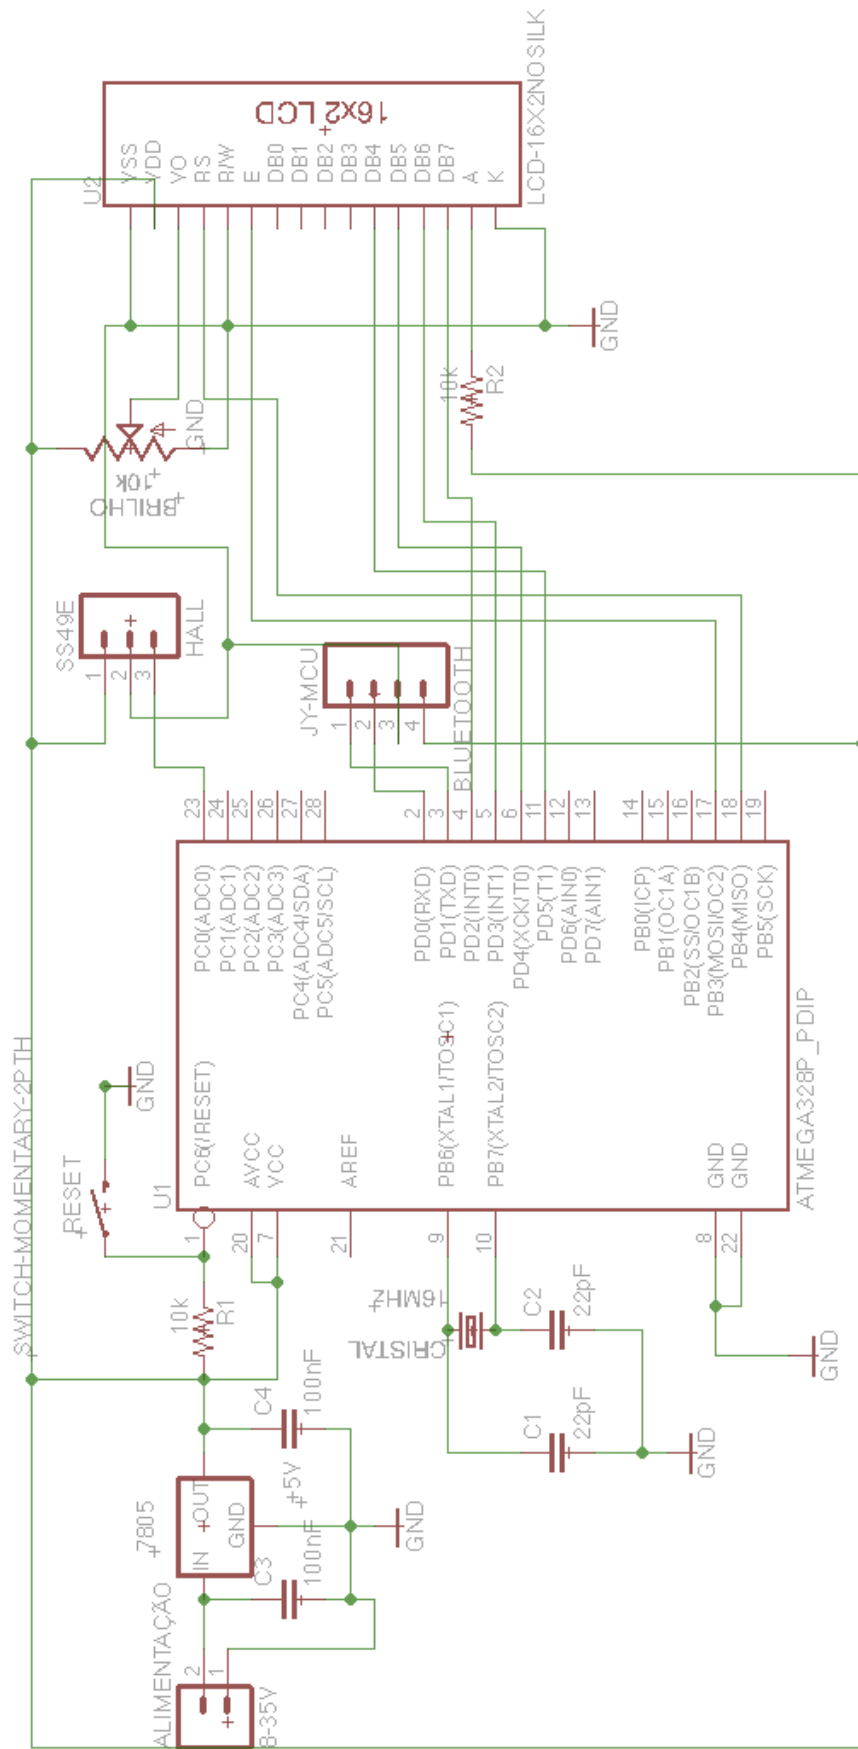 16x2 LCD
LCD-16X2NOSILK
U2
VSS
VDD
VO
RS
R/W
E
DB0
DB1
DB2
DB3
DB4
DB5
DB6
DB7
A
K
GND
10k
R2
GND
10k
BRILHO
SS49E
HALL
1
2
3
JY-MCU
BLUETOOTH
1
2
3
4
23
24
25
26
27
28
2
3
4
5
6
11
12
13
14
15
16
17
18
19
PC0(ADC0)
PC1(ADC1)
PC2(ADC2)
PC3(ADC3)
PC4(ADC4/SDA)
PC5(ADC5/SCL)
PD0(RXD)
PD1(TXD)
PD2(INT0)
PD3(INT1)
PD4(XCK/T0)
PD5(T1)
PD6(AIN0)
PD7(AIN1)
PB0(ICP)
PB1(OC1A)
PB2(SS/OC1B)
PB3(MOSI/OC2)
PB4(MISO)
PB5(SCK)
PC6(/RESET)
AVCC
VCC
AREF
PB6(XTAL1/TOSC1)
PB7(XTAL2/TOSC2)
GND
GND
U1
ATMEGA328P_PDIP
1
20
7
21
9
10
8
22
SWITCH-MOMENTARY-2PTH
RESET
GND
10k
R1
16MHz
CRISTAL
C2
22pF
C1
22pF
GND
GND
C4
100nF
+5V
7805
IN
OUT
GND
C3
100nF
GND
ALIMENTAÇÃO
2
1
8-35V